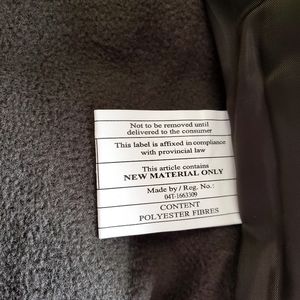 Not to be removed until
delivered to the consumer
This label is affixed in compliance
with provincial law
This article contains
NEW MATERIAL ONLY
Made by / Reg. No.:
04T-1663309
CONTENT
POLYESTER FIBRES